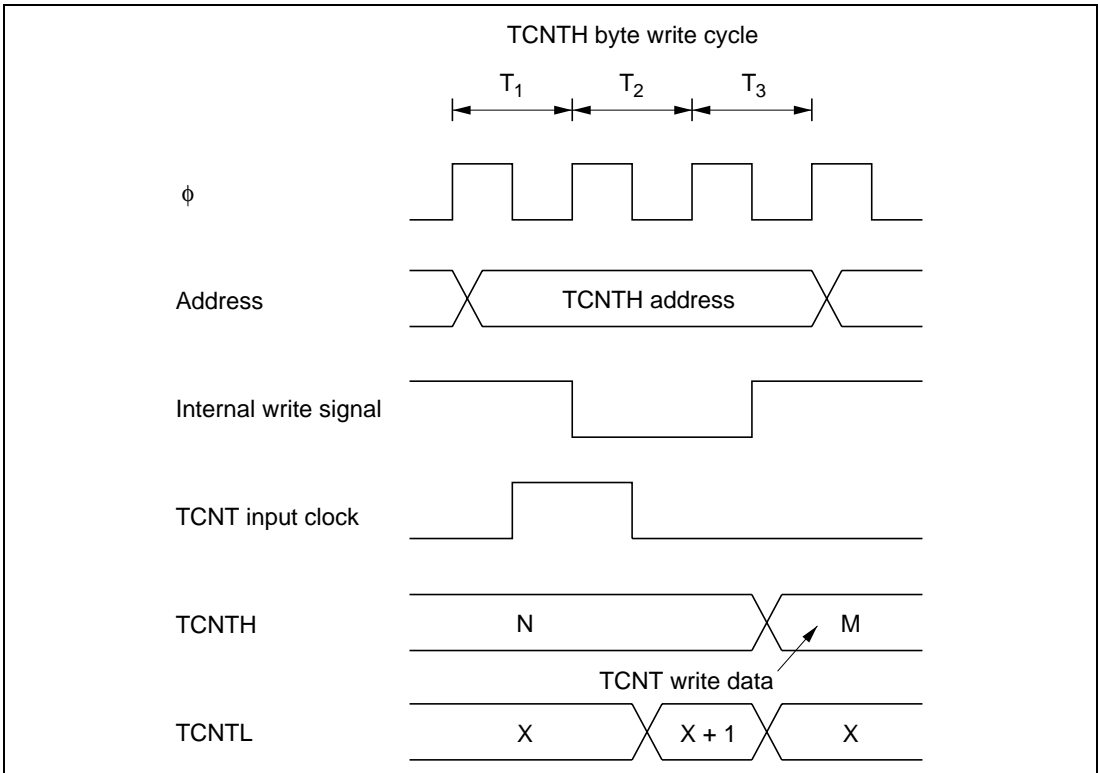 TCNTH byte write cycle
T₁ T₂ T₃
φ
Address TCNTH address
Internal write signal
TCNT input clock
TCNTH N M
TCNT write data
TCNTL X X + 1 X